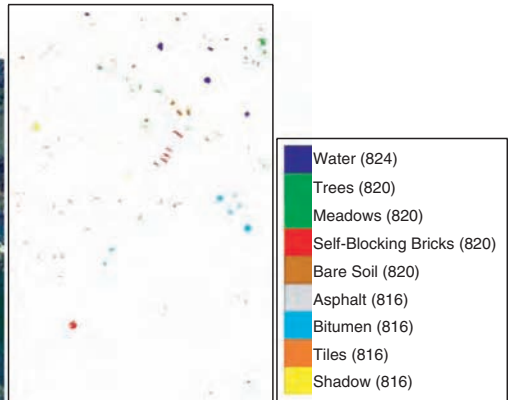 Water (824)
Trees (820)
Meadows (820)
Self-Blocking Bricks (820)
Bare Soil (820)
Asphalt (816)
Bitumen (816)
Tiles (816)
Shadow (816)